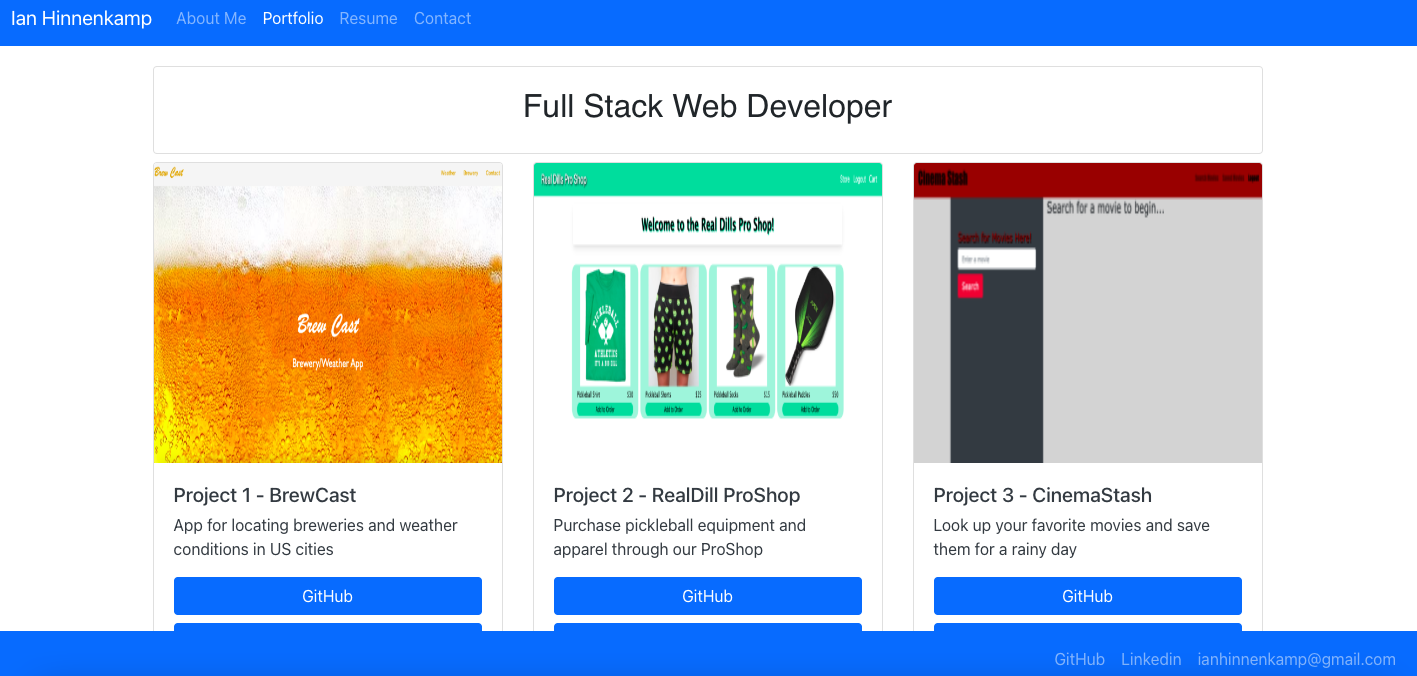 Ian Hinnenkamp About Me Portfolio Resume Contact
Full Stack Web Developer
Brew Cast Weather Brewery Contact
Brew Cast
Brewery/Weather App
Real Dills Pro Shop Store Logout Cart
Welcome to the Real Dills Pro Shop!
PICKLEBALL
ATHLETICS
Pickleball Shirt $30 Pickleball Shorts $35 Pickleball Socks $15 Pickleball Paddles $50
Add to Order Add to Order Add to Order Add to Order
Cinema Stash
Search for a movie to begin...
Search for Movies Here!
Enter a movie
Search
Project 1 - BrewCast
App for locating breweries and weather
conditions in US cities
GitHub
Project 2 - RealDill ProShop
Purchase pickleball equipment and
apparel through our ProShop
GitHub
Project 3 - CinemaStash
Look up your favorite movies and save
them for a rainy day
GitHub
GitHub Linkedin ianhinnenkamp@gmail.com